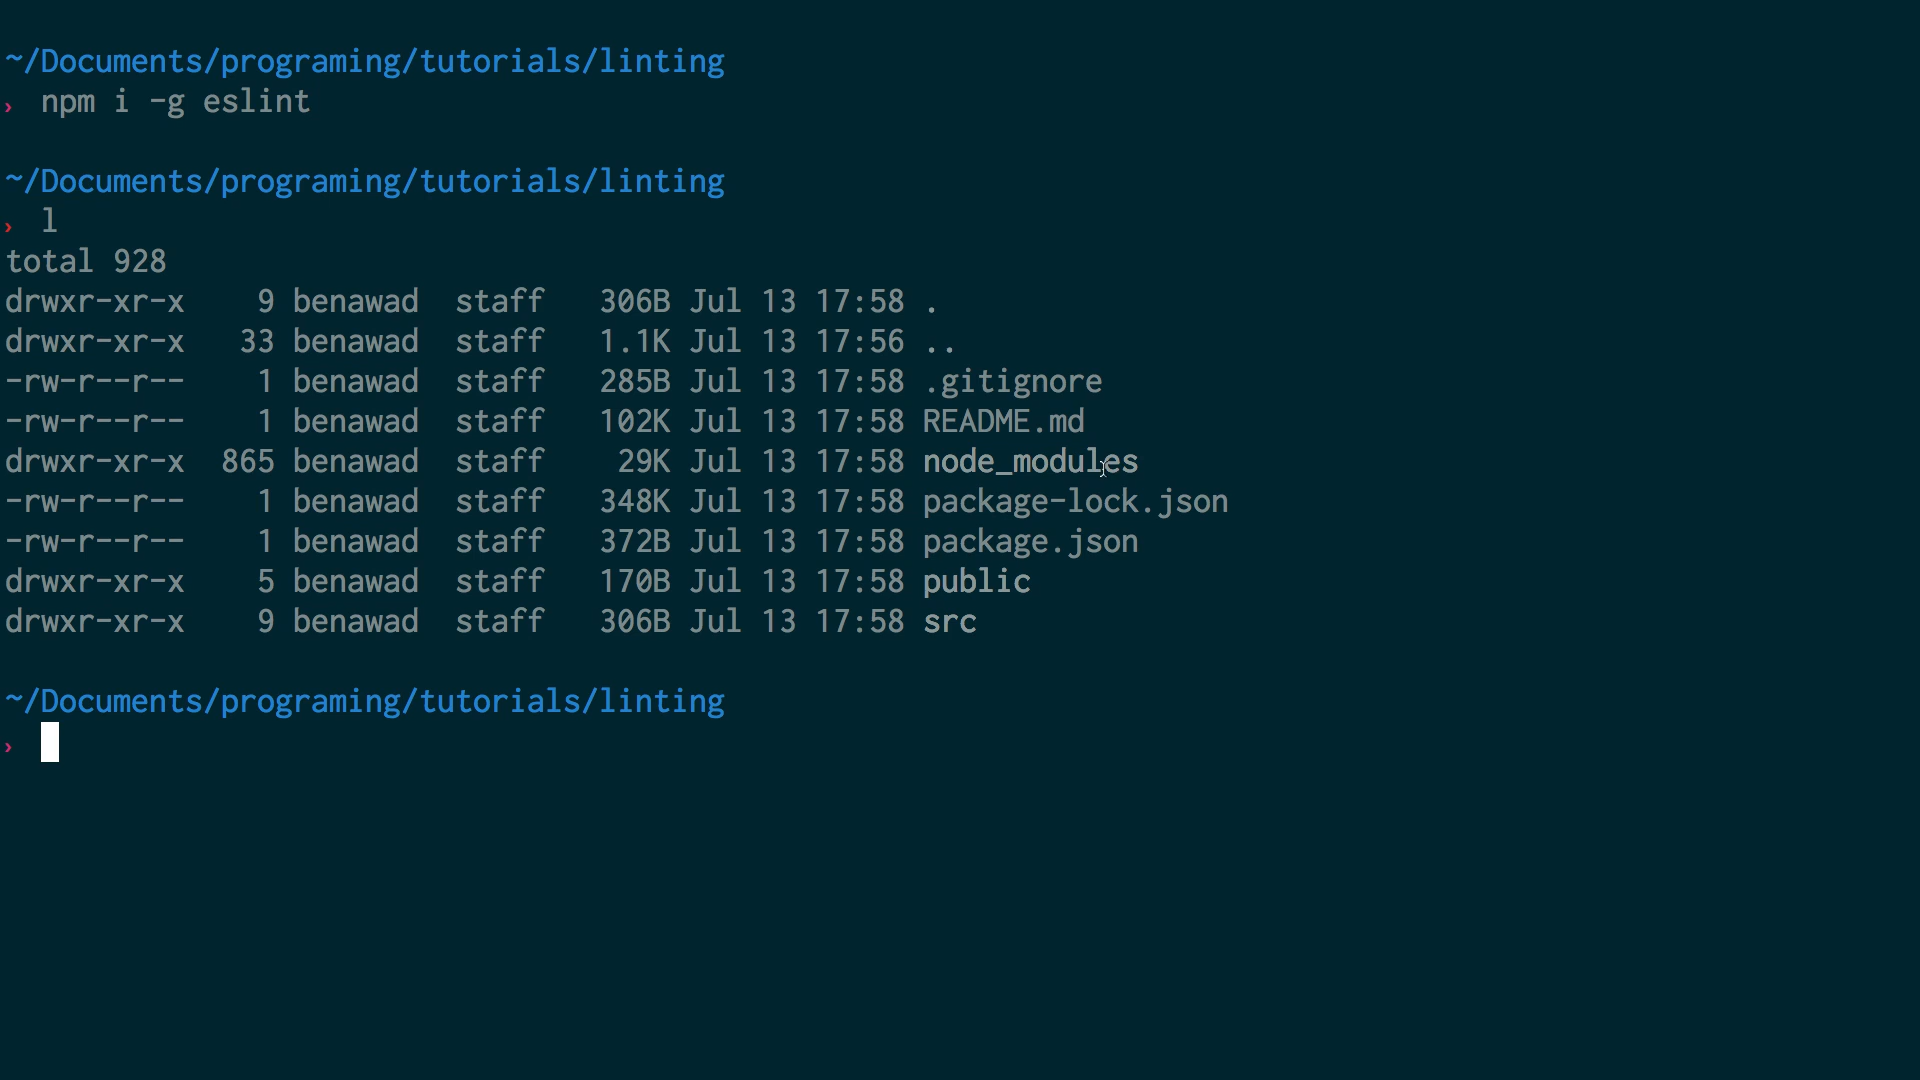 ~/Documents/programing/tutorials/linting
› npm i -g eslint
~/Documents/programing/tutorials/linting
› l
total 928
drwxr-xr-x    9 benawad  staff   306B Jul 13 17:58 .
drwxr-xr-x   33 benawad  staff   1.1K Jul 13 17:56 ..
-rw-r--r--    1 benawad  staff   285B Jul 13 17:58 .gitignore
-rw-r--r--    1 benawad  staff   102K Jul 13 17:58 README.md
drwxr-xr-x  865 benawad  staff    29K Jul 13 17:58 node_modules
-rw-r--r--    1 benawad  staff   348K Jul 13 17:58 package-lock.json
-rw-r--r--    1 benawad  staff   372B Jul 13 17:58 package.json
drwxr-xr-x    5 benawad  staff   170B Jul 13 17:58 public
drwxr-xr-x    9 benawad  staff   306B Jul 13 17:58 src
~/Documents/programing/tutorials/linting
›